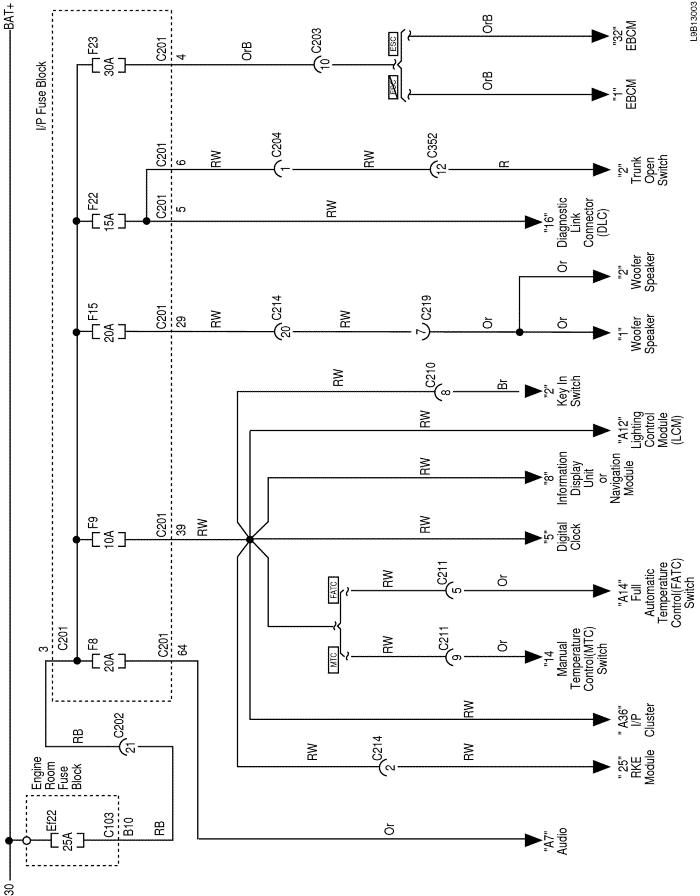 30
BAT+
L9B13003
Engine
Room
Fuse
Block
Ef22
25A
C103
B10
RB
C202
21
RB
3
C201
I/P Fuse Block
F8
20A
C201
64
Or
"A7"
Audio
F9
10A
C201
39
RW
RW
C214
2
RW
"25"
RKE
Module
RW
"A36"
I/P
Cluster
MTC
RW
C211
9
Or
"14
Manual
Temperature
Control(MTC)
Switch
FATC
RW
C211
5
Or
"A14"
Full
Automatic
Temperature
Control(FATC)
Switch
RW
"5"
Digital
Clock
RW
"8"
Information
Display
Unit
or
Navigation
Module
RW
"A12"
Lighting
Control
Module
(LCM)
RW
C210
8
Br
"2"
Key In
Switch
F15
20A
C201
29
RW
C214
20
RW
C219
7
Or
Or
"1"
Woofer
Speaker
Or
"2"
Woofer
Speaker
F22
15A
C201
5
RW
"16"
Diagnostic
Link
Connector
(DLC)
C201
6
RW
C204
1
RW
C352
12
R
"2"
Trunk
Open
Switch
F23
30A
C201
4
OrB
C203
10
ESC
OrB
"1"
EBCM
ESC
OrB
"32"
EBCM